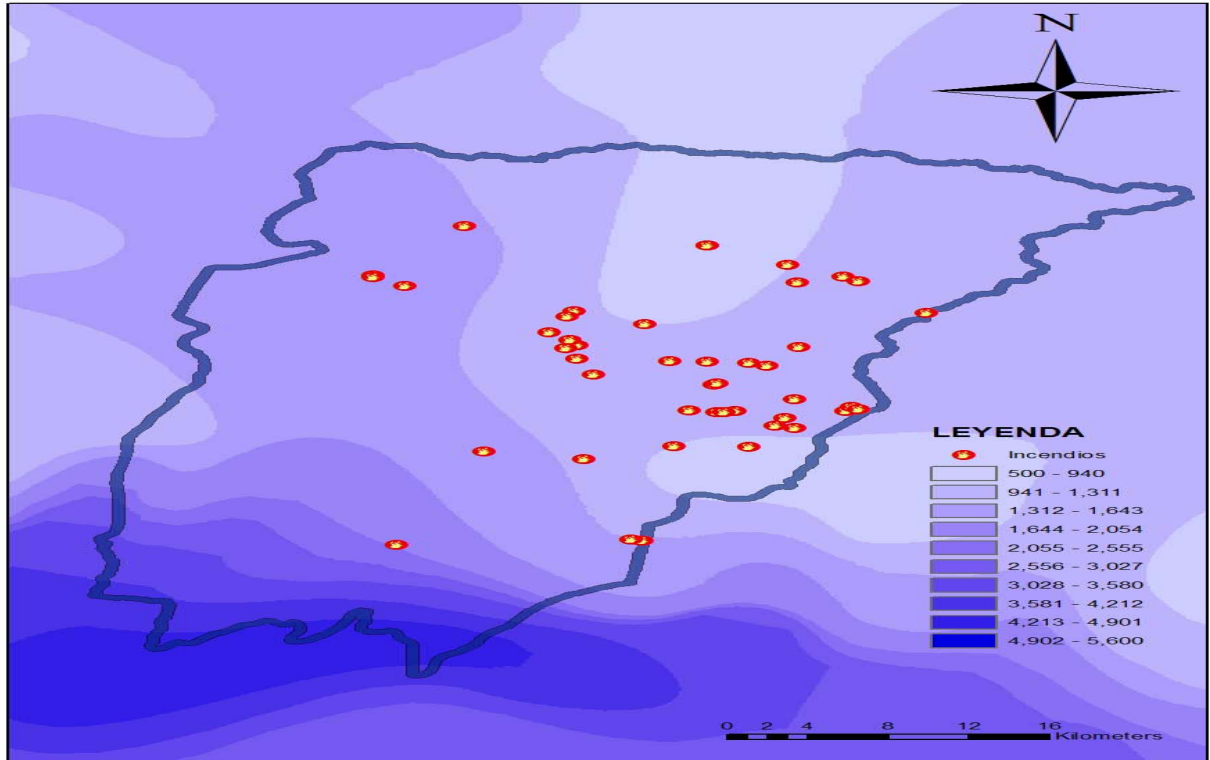 N
LEYENDA
Incendios
500 - 940
941 - 1,311
1,312 - 1,643
1,644 - 2,054
2,055 - 2,555
2,556 - 3,027
3,028 - 3,580
3,581 - 4,212
4,213 - 4,901
4,902 - 5,600
0 2 4 8 12 16
Kilometers